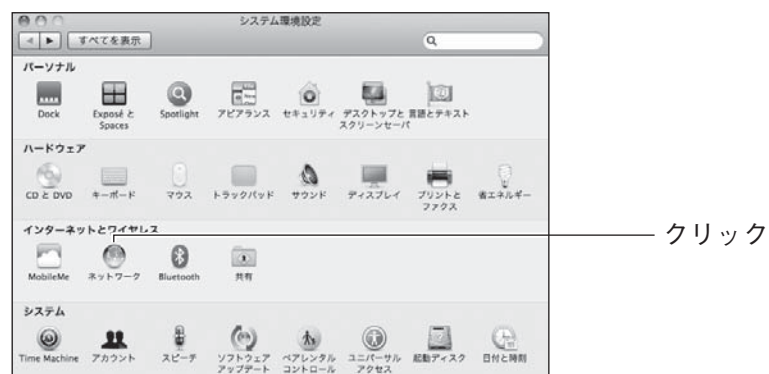 システム環境設定
すべてを表示
パーソナル
Dock
Exposé と
Spaces
Spotlight
アピアランス
セキュリティ
デスクトップと
スクリーンセーバ
言語とテキスト
ハードウェア
CD と DVD
キーボード
マウス
トラックパッド
サウンド
ディスプレイ
プリントと
ファクス
省エネルギー
インターネットとワイヤレス
クリック
MobileMe
ネットワーク
Bluetooth
共有
システム
Time Machine
アカウント
スピーチ
ソフトウェア
アップデート
ペアレンタル
コントロール
ユニバーサル
アクセス
起動ディスク
日付と時刻